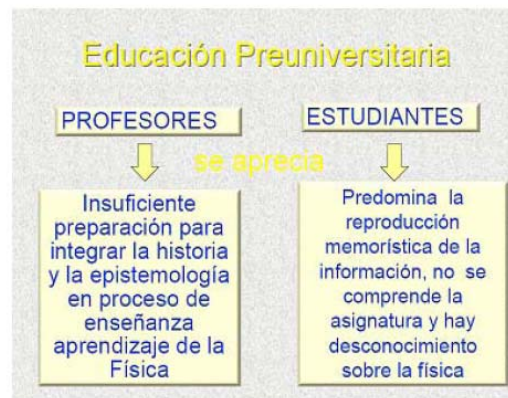 Educación Preuniversitaria
PROFESORES
ESTUDIANTES
se aprecia
Insuficiente
preparación para
integrar la historia
y la epistemología
en proceso de
enseñanza
aprendizaje de la
Física
Predomina la
reproducción
memorística de la
información, no se
comprende la
asignatura y hay
desconocimiento
sobre la física